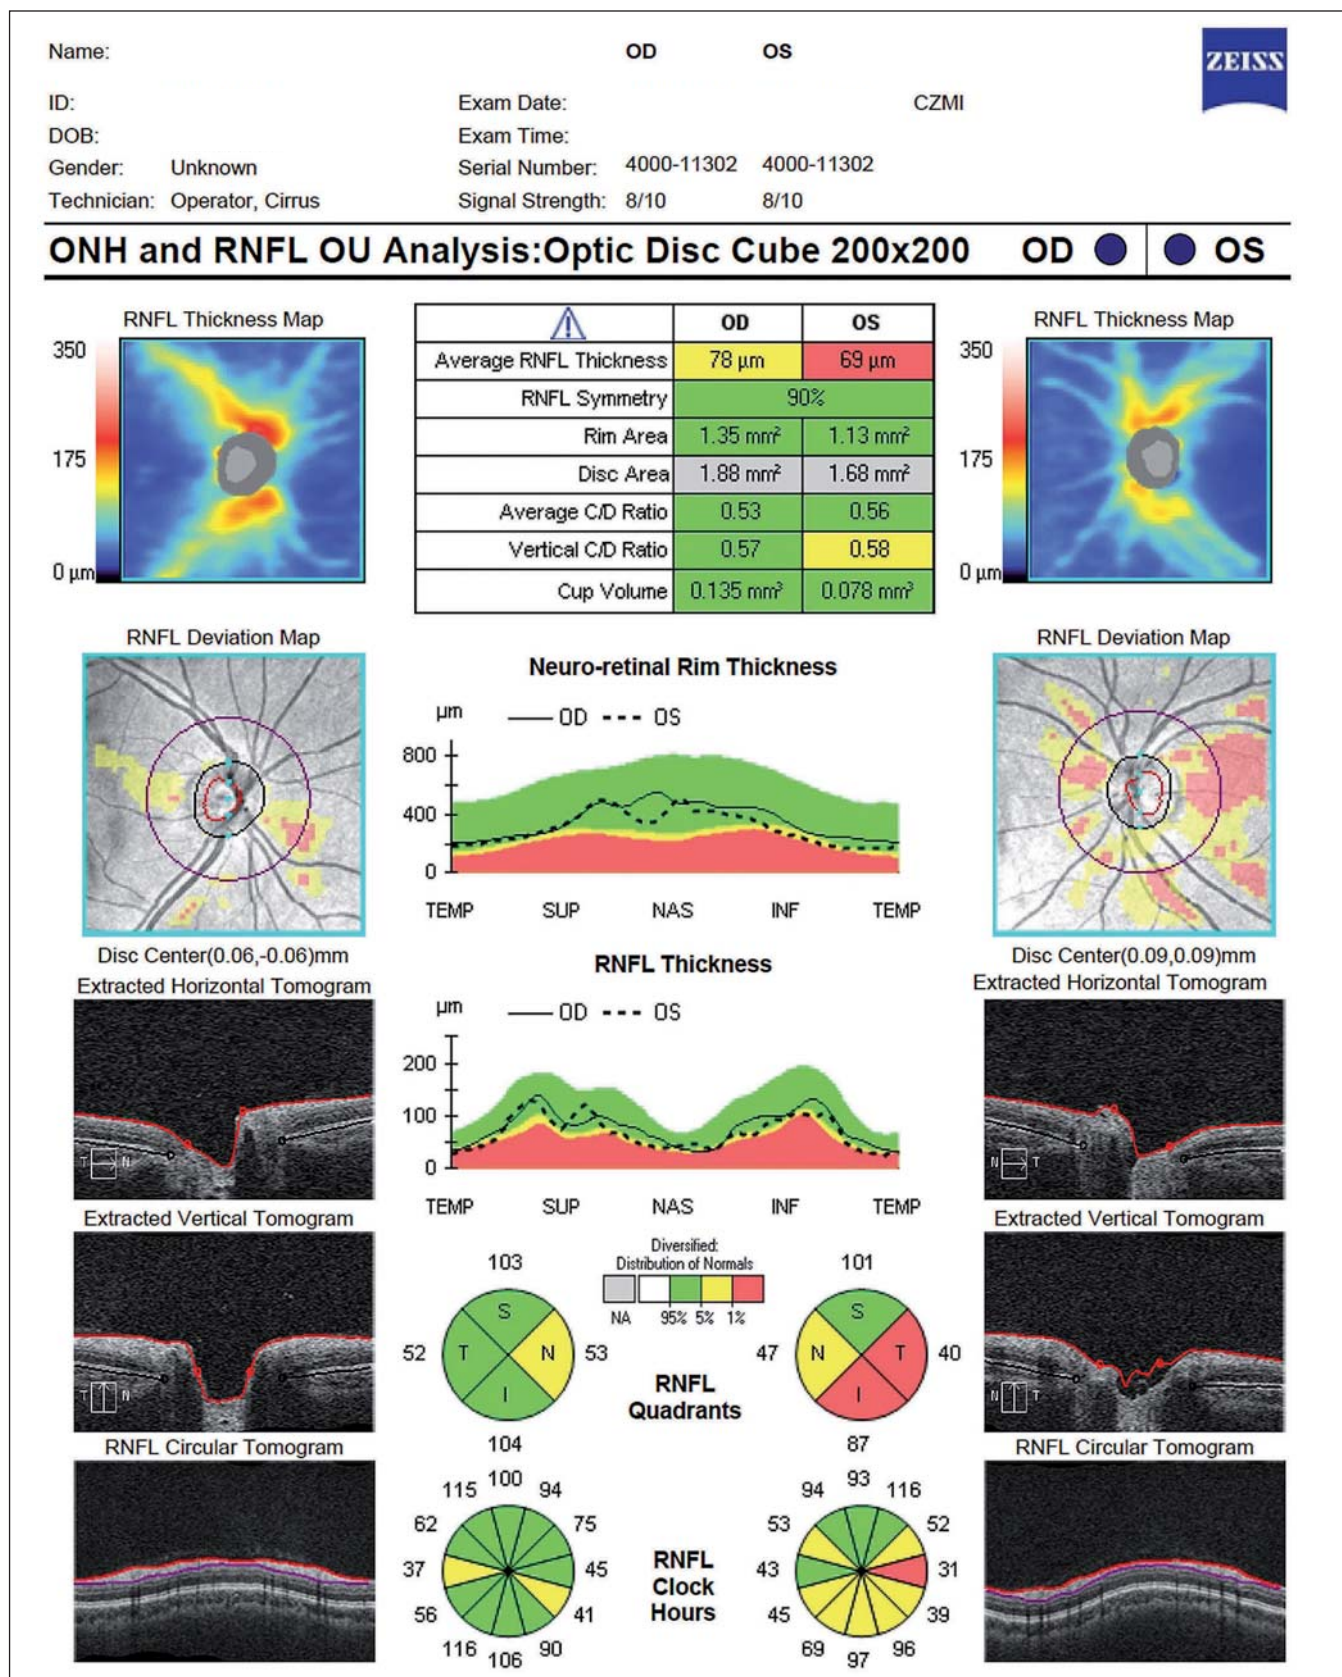 Name:
OD OS
ZEISS
ID:
Exam Date:
CZMI
DOB:
Exam Time:
Gender: Unknown
Serial Number: 4000-11302 4000-11302
Technician: Operator, Cirrus
Signal Strength: 8/10 8/10
ONH and RNFL OU Analysis:Optic Disc Cube 200x200 OD OS
RNFL Thickness Map
350
175
0 µm
OD OS
Average RNFL Thickness 78 µm 69 µm
RNFL Symmetry 90%
Rim Area 1.35 mm² 1.13 mm²
Disc Area 1.88 mm² 1.68 mm²
Average C/D Ratio 0.53 0.56
Vertical C/D Ratio 0.57 0.58
Cup Volume 0.135 mm³ 0.078 mm³
RNFL Thickness Map
350
175
0 µm
RNFL Deviation Map
Disc Center(0.06,-0.06)mm
Neuro-retinal Rim Thickness
µm OD OS
800
400
0
TEMP SUP NAS INF TEMP
RNFL Deviation Map
Disc Center(0.09,0.09)mm
Extracted Horizontal Tomogram
T N
RNFL Thickness
µm OD OS
200
100
0
TEMP SUP NAS INF TEMP
Extracted Horizontal Tomogram
N T
Extracted Vertical Tomogram
T N
Diversified:
Distribution of Normals
NA 95% 5% 1%
103
S
52 T N 53
I
104
RNFL
Quadrants
101
S
47 N T 40
I
87
Extracted Vertical Tomogram
N T
RNFL Circular Tomogram
115 100 94
62 75
37 45
56 41
116 106 90
RNFL
Clock
Hours
94 93 116
53 52
43 31
45 39
69 97 96
RNFL Circular Tomogram